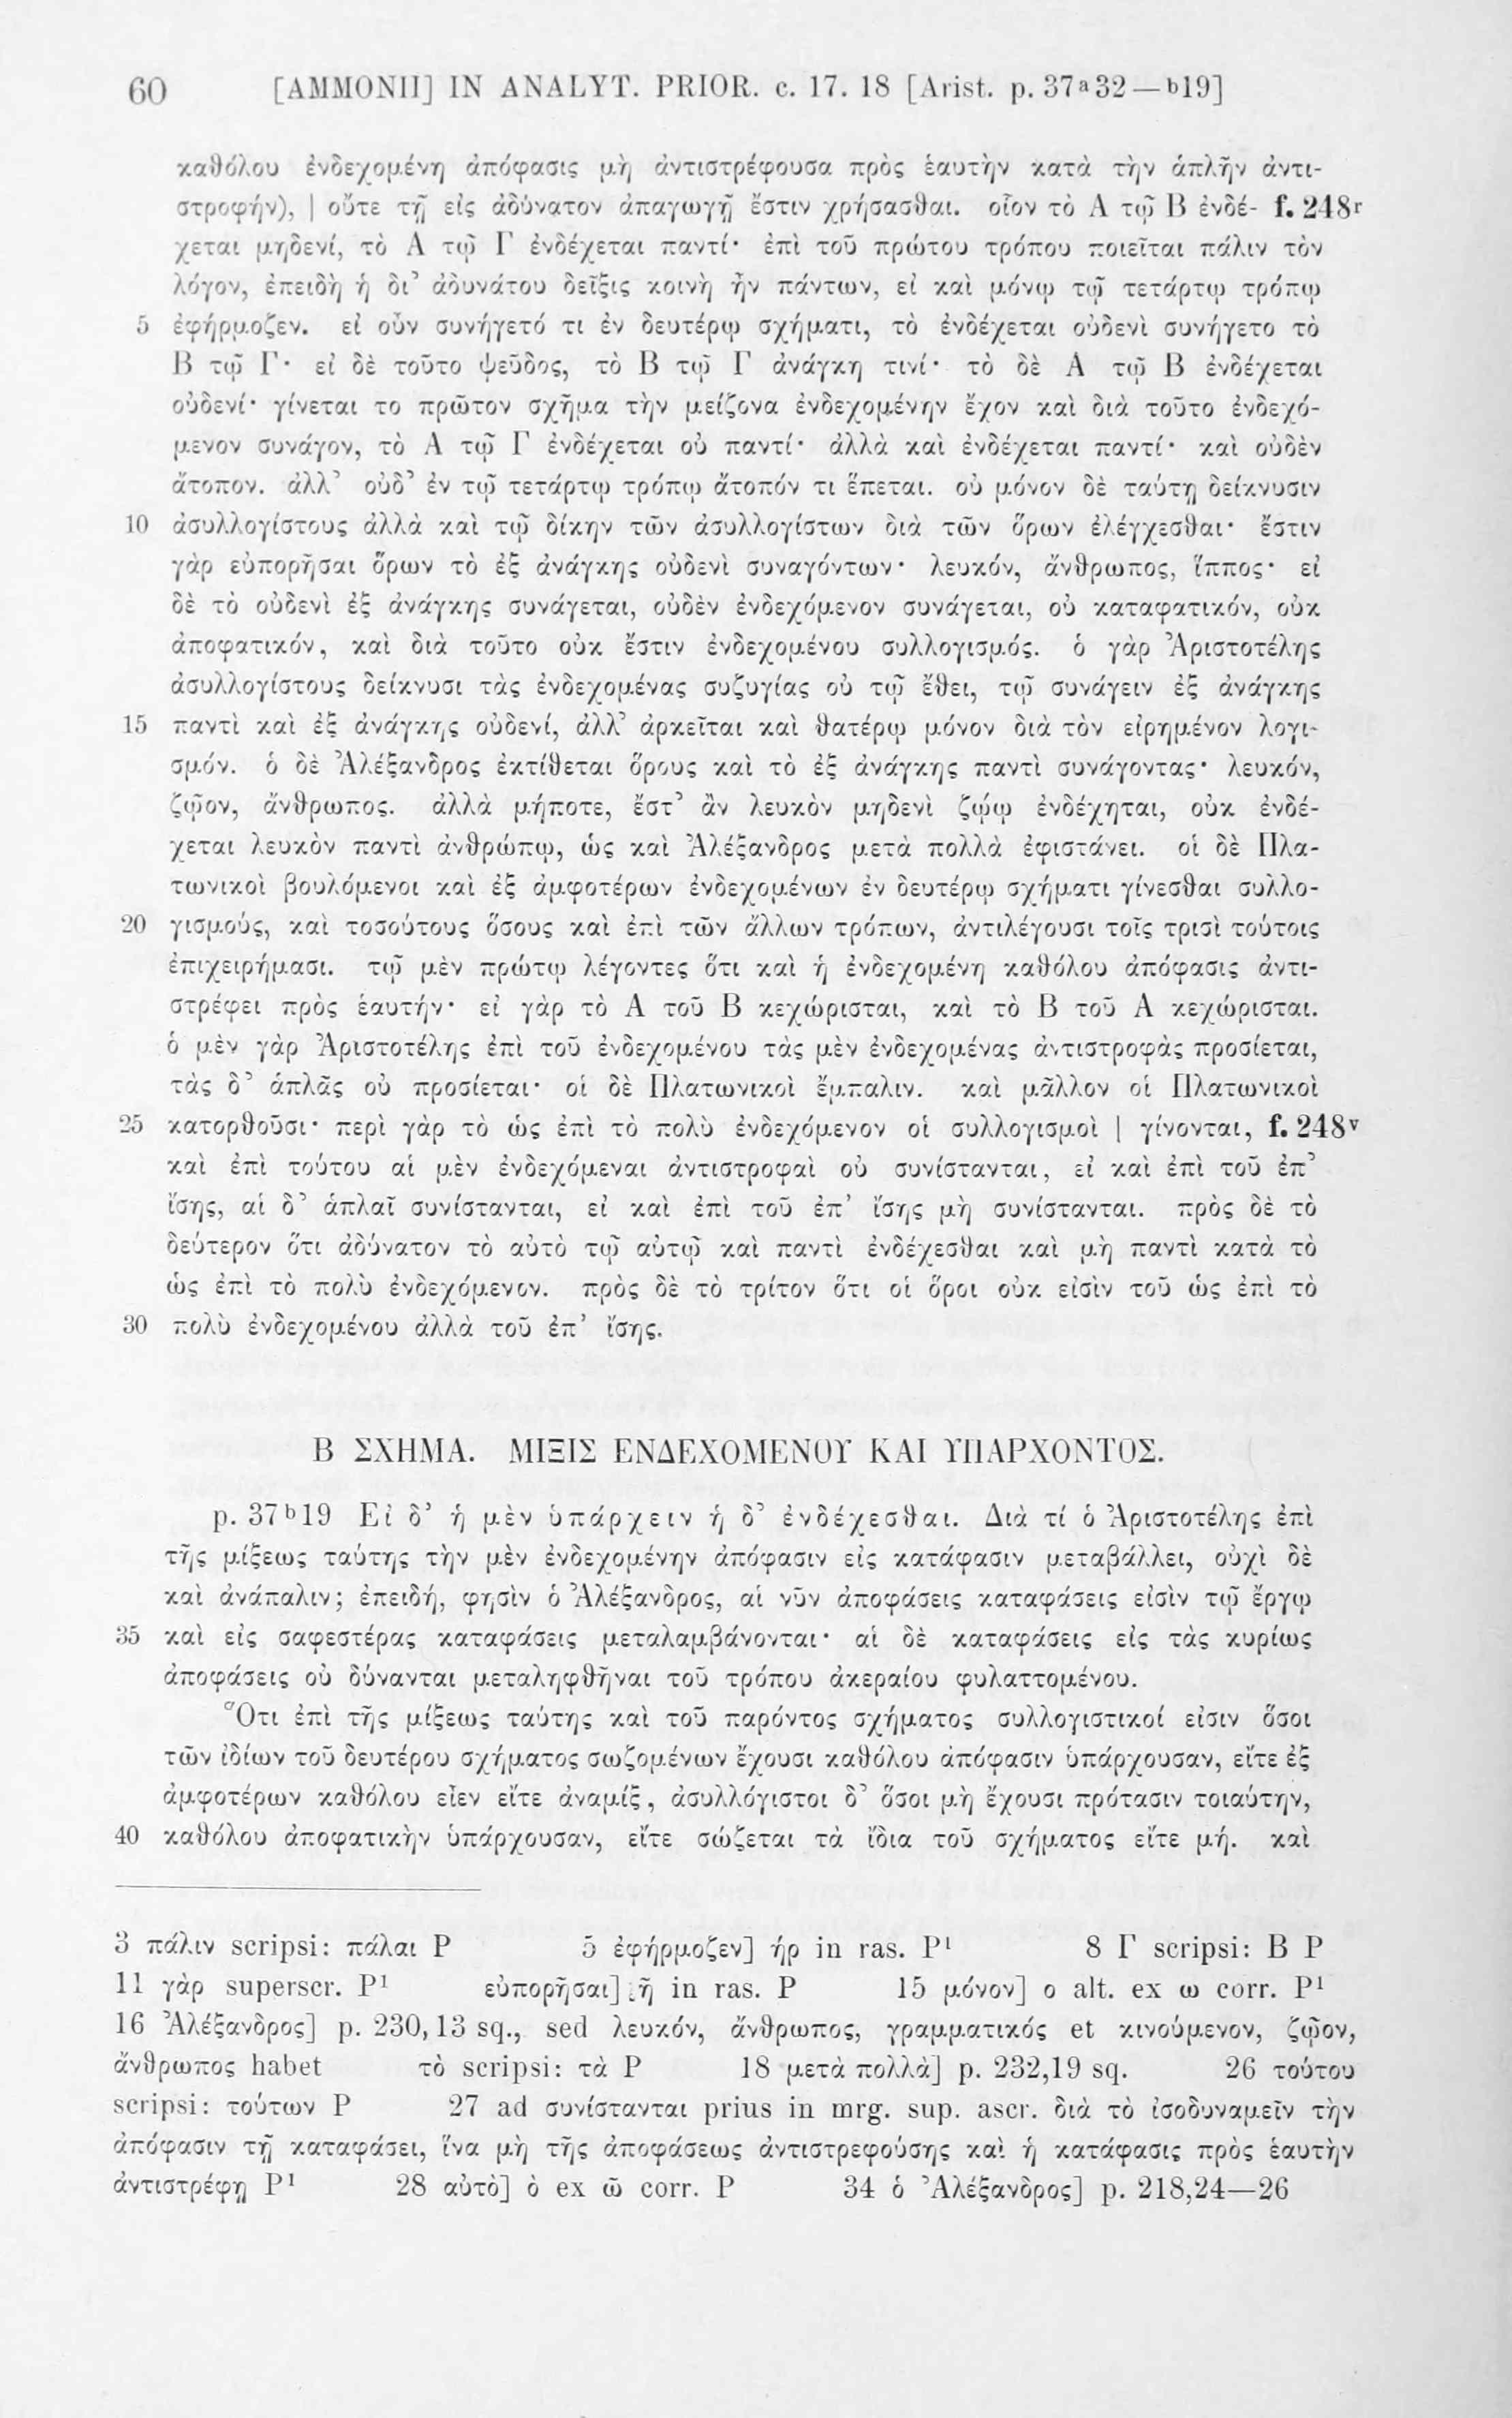 60 [AMMONII] IN ANALYT. PRIOR. c. 17. 18 [Arist. p. 37ᵃ32—ᵇ19]
καθόλου ἐνδεχομένη ἀπόφασις μὴ ἀντιστρέφουσα πρὸς ἑαυτὴν κατὰ τὴν ἁπλῆν ἀντι-
στροφήν), | οὔτε τῇ εἰς ἀδύνατον ἀπαγωγῇ ἔστιν χρήσασθαι. οἷον τὸ Α τῷ Β ἐνδέ- f. 248ʳ
χεται μηδενί, τὸ Α τῷ Γ ἐνδέχεται παντί· ἐπὶ τοῦ πρώτου τρόπου ποιεῖται πάλιν τὸν
λόγον, ἐπειδὴ ἡ δι᾽ ἀδυνάτου δεῖξις κοινὴ ἦν πάντων, εἰ καὶ μόνῳ τῷ τετάρτῳ τρόπῳ
5 ἐφήρμοζεν. εἰ οὖν συνήγετό τι ἐν δευτέρῳ σχήματι, τὸ ἐνδέχεται οὐδενὶ συνήγετο τὸ
Β τῷ Γ· εἰ δὲ τοῦτο ψεῦδος, τὸ Β τῷ Γ ἀνάγκη τινί· τὸ δὲ Α τῷ Β ἐνδέχεται
οὐδενί· γίνεται το πρῶτον σχῆμα τὴν μείζονα ἐνδεχομένην ἔχον καὶ διὰ τοῦτο ἐνδεχό-
μενον συνάγον, τὸ Α τῷ Γ ἐνδέχεται οὐ παντί· ἀλλὰ καὶ ἐνδέχεται παντί· καὶ οὐδὲν
ἄτοπον. ἀλλ᾽ οὐδ᾽ ἐν τῷ τετάρτῳ τρόπῳ ἄτοπόν τι ἕπεται. οὐ μόνον δὲ ταύτῃ δείκνυσιν
10 ἀσυλλογίστους ἀλλὰ καὶ τῷ δίκην τῶν ἀσυλλογίστων διὰ τῶν ὅρων ἐλέγχεσθαι· ἔστιν
γὰρ εὐπορῆσαι ὅρων τὸ ἐξ ἀνάγκης οὐδενὶ συναγόντων· λευκόν, ἄνθρωπος, ἵππος· εἰ
δὲ τὸ οὐδενὶ ἐξ ἀνάγκης συνάγεται, οὐδὲν ἐνδεχόμενον συνάγεται, οὐ καταφατικόν, οὐκ
ἀποφατικόν, καὶ διὰ τοῦτο οὐκ ἔστιν ἐνδεχομένου συλλογισμός. ὁ γὰρ Ἀριστοτέλης
ἀσυλλογίστους δείκνυσι τὰς ἐνδεχομένας συζυγίας οὐ τῷ ἔθει, τῷ συνάγειν ἐξ ἀνάγκης
15 παντὶ καὶ ἐξ ἀνάγκης οὐδενί, ἀλλ᾽ ἀρκεῖται καὶ θατέρῳ μόνον διὰ τὸν εἰρημένον λογι-
σμόν. ὁ δὲ Ἀλέξανδρος ἐκτίθεται ὅρους καὶ τὸ ἐξ ἀνάγκης παντὶ συνάγοντας· λευκόν,
ζῷον, ἄνθρωπος. ἀλλὰ μήποτε, ἔστ᾽ ἂν λευκὸν μηδενὶ ζῴῳ ἐνδέχηται, οὐκ ἐνδέ-
χεται λευκὸν παντὶ ἀνθρώπῳ, ὡς καὶ Ἀλέξανδρος μετὰ πολλὰ ἐφιστάνει. οἱ δὲ Πλα-
τωνικοὶ βουλόμενοι καὶ ἐξ ἀμφοτέρων ἐνδεχομένων ἐν δευτέρῳ σχήματι γίνεσθαι συλλο-
20 γισμούς, καὶ τοσούτους ὅσους καὶ ἐπὶ τῶν ἄλλων τρόπων, ἀντιλέγουσι τοῖς τρισὶ τούτοις
ἐπιχειρήμασι. τῷ μὲν πρώτῳ λέγοντες ὅτι καὶ ἡ ἐνδεχομένη καθόλου ἀπόφασις ἀντι-
στρέφει πρὸς ἑαυτήν· εἰ γὰρ τὸ Α τοῦ Β κεχώρισται, καὶ τὸ Β τοῦ Α κεχώρισται.
ὁ μὲν γὰρ Ἀριστοτέλης ἐπὶ τοῦ ἐνδεχομένου τὰς μὲν ἐνδεχομένας ἀντιστροφὰς προσίεται,
τὰς δ᾽ ἁπλᾶς οὐ προσίεται· οἱ δὲ Πλατωνικοὶ ἔμπαλιν. καὶ μᾶλλον οἱ Πλατωνικοὶ
25 κατορθοῦσι· περὶ γὰρ τὸ ὡς ἐπὶ τὸ πολὺ ἐνδεχόμενον οἱ συλλογισμοὶ | γίνονται, f. 248ᵛ
καὶ ἐπὶ τούτου αἱ μὲν ἐνδεχόμεναι ἀντιστροφαὶ οὐ συνίστανται, εἰ καὶ ἐπὶ τοῦ ἐπ᾽
ἴσης, αἱ δ᾽ ἁπλαῖ συνίστανται, εἰ καὶ ἐπὶ τοῦ ἐπ᾽ ἴσης μὴ συνίστανται. πρὸς δὲ τὸ
δεύτερον ὅτι ἀδύνατον τὸ αὐτὸ τῷ αὐτῷ καὶ παντὶ ἐνδέχεσθαι καὶ μὴ παντὶ κατὰ τὸ
ὡς ἐπὶ τὸ πολὺ ἐνδεχόμενον. πρὸς δὲ τὸ τρίτον ὅτι οἱ ὅροι οὐκ εἰσὶν τοῦ ὡς ἐπὶ τὸ
30 πολὺ ἐνδεχομένου ἀλλὰ τοῦ ἐπ᾽ ἴσης.
Β ΣΧΗΜΑ. ΜΙΞΙΣ ΕΝΔΕΧΟΜΕΝΟΥ ΚΑΙ ΥΠΑΡΧΟΝΤΟΣ.
p. 37ᵇ19 Εἰ δ᾽ ἡ μὲν ὑπάρχειν ἡ δ᾽ ἐνδέχεσθαι. Διὰ τί ὁ Ἀριστοτέλης ἐπὶ
τῆς μίξεως ταύτης τὴν μὲν ἐνδεχομένην ἀπόφασιν εἰς κατάφασιν μεταβάλλει, οὐχὶ δὲ
καὶ ἀνάπαλιν; ἐπειδή, φησὶν ὁ Ἀλέξανδρος, αἱ νῦν ἀποφάσεις καταφάσεις εἰσὶν τῷ ἔργῳ
35 καὶ εἰς σαφεστέρας καταφάσεις μεταλαμβάνονται· αἱ δὲ καταφάσεις εἰς τὰς κυρίως
ἀποφάσεις οὐ δύνανται μεταληφθῆναι τοῦ τρόπου ἀκεραίου φυλαττομένου.
Ὅτι ἐπὶ τῆς μίξεως ταύτης καὶ τοῦ παρόντος σχήματος συλλογιστικοί εἰσιν ὅσοι
τῶν ἰδίων τοῦ δευτέρου σχήματος σωζομένων ἔχουσι καθόλου ἀπόφασιν ὑπάρχουσαν, εἴτε ἐξ
ἀμφοτέρων καθόλου εἶεν εἴτε ἀναμίξ, ἀσυλλόγιστοι δ᾽ ὅσοι μὴ ἔχουσι πρότασιν τοιαύτην,
40 καθόλου ἀποφατικὴν ὑπάρχουσαν, εἴτε σώζεται τὰ ἴδια τοῦ σχήματος εἴτε μή. καὶ
3 πάλιν scripsi: πάλαι P 5 ἐφήρμοζεν] ήρ in ras. P¹ 8 Γ scripsi: Β P
11 γὰρ superscr. P¹ εὐπορῆσαι] ῆ in ras. P 15 μόνον] ο alt. ex ω corr. P¹
16 Ἀλέξανδρος] p. 230,13 sq., sed λευκόν, ἄνθρωπος, γραμματικός et κινούμενον, ζῷον,
ἄνθρωπος habet τὸ scripsi: τὰ P 18 μετὰ πολλὰ] p. 232,19 sq. 26 τούτου
scripsi: τούτων P 27 ad συνίστανται prius in mrg. sup. ascr. διὰ τὸ ἰσοδυναμεῖν τὴν
ἀπόφασιν τῇ καταφάσει, ἵνα μὴ τῆς ἀποφάσεως ἀντιστρεφούσης καὶ ἡ κατάφασις πρὸς ἑαυτὴν
ἀντιστρέφῃ P¹ 28 αὐτὸ] ὸ ex ῶ corr. P 34 ὁ Ἀλέξανδρος] p. 218,24—26